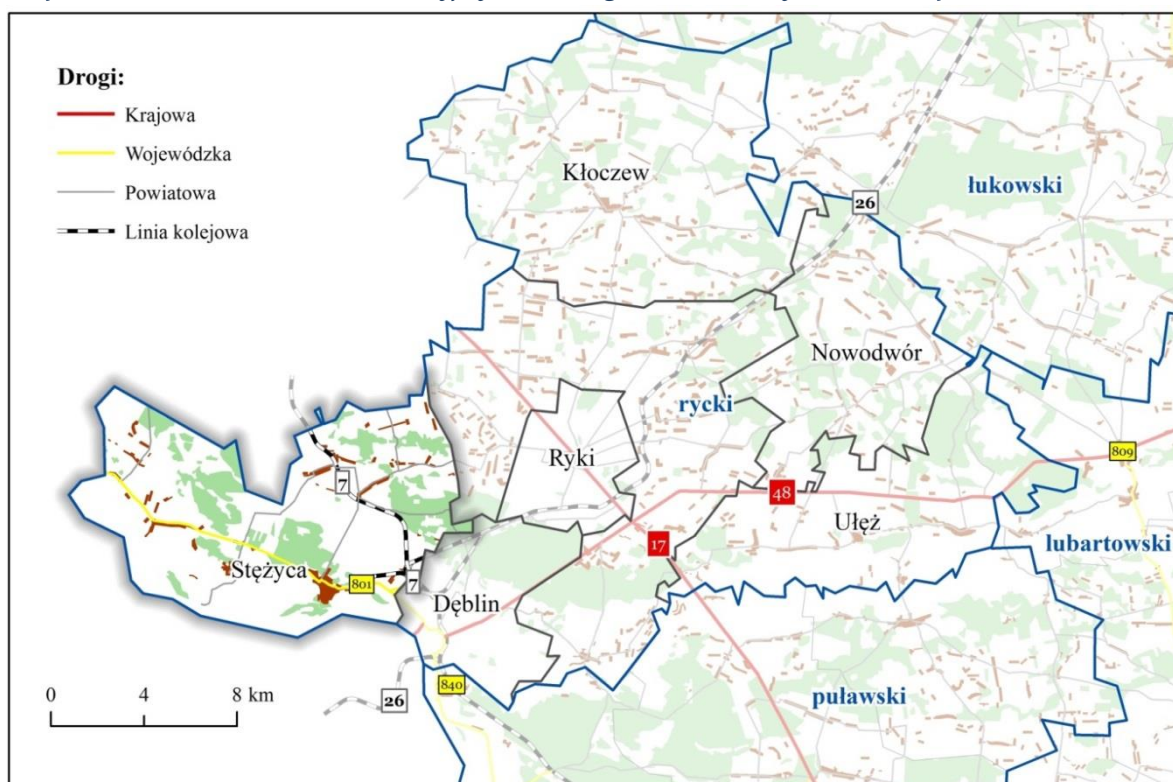 Drogi:
Krajowa
Wojewódzka
Powiatowa
Linia kolejowa
Kłoczew
łukowski
26
Nowodwór
rycki
Ryki
809
48
Ułęż
17
lubartowski
7
Stężyca
801
7
Dęblin
840
26
puławski
0 4 8 km